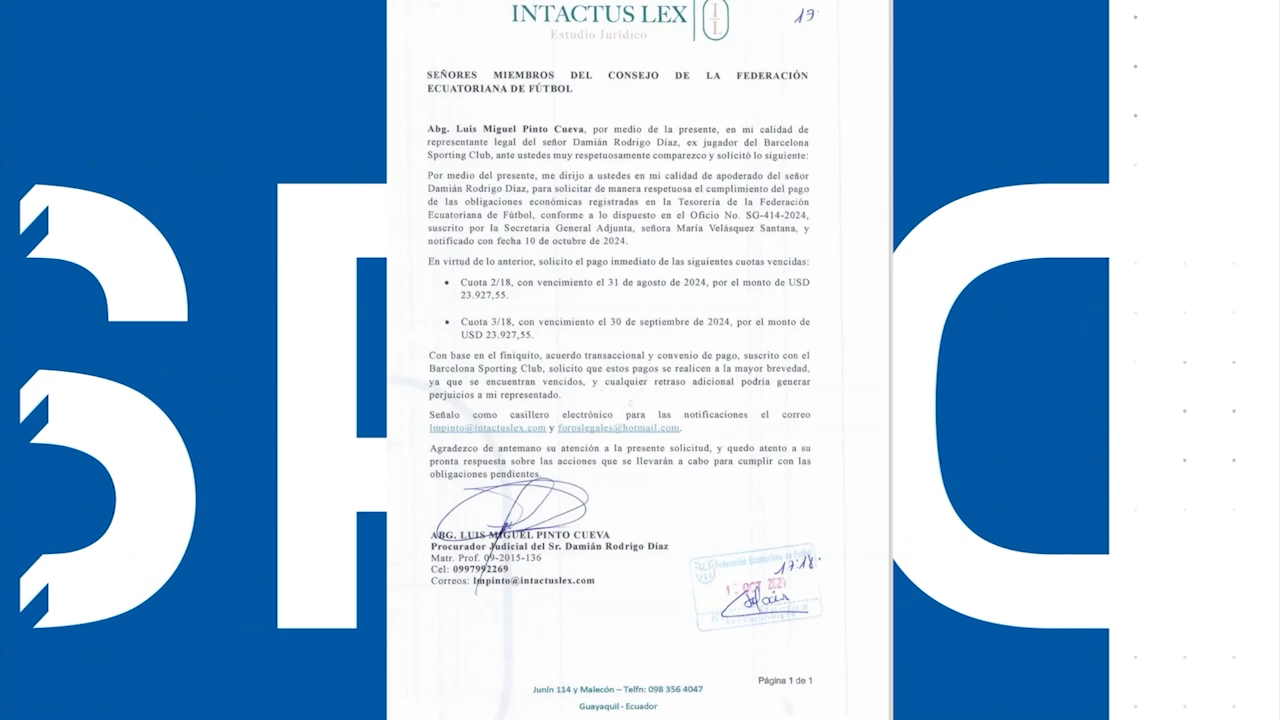 INTACTUS LEX
Estudio Jurídico
SEÑORES MIEMBROS DEL CONSEJO DE LA FEDERACIÓN
ECUATORIANA DE FÚTBOL
Abg. Luis Miguel Pinto Cueva, por medio de la presente, en mi calidad de
representante legal del señor Damián Rodrigo Díaz, ex jugador del Barcelona
Sporting Club, ante ustedes muy respetuosamente comparezco y solicitó lo siguiente:
Por medio del presente, me dirijo a ustedes en mi calidad de apoderado del señor
Damián Rodrigo Díaz, para solicitar de manera respetuosa el cumplimiento del pago
de las obligaciones económicas registradas en la Tesorería de la Federación
Ecuatoriana de Fútbol, conforme a lo dispuesto en el Oficio No. SG-414-2024,
suscrito por la Secretaria General Adjunta, señora María Velásquez Santana, y
notificado con fecha 10 de octubre de 2024.
En virtud de lo anterior, solicito el pago inmediato de las siguientes cuotas vencidas:
• Cuota 2/18, con vencimiento el 31 de agosto de 2024, por el monto de USD
23.927,55.
• Cuota 3/18, con vencimiento el 30 de septiembre de 2024, por el monto de
USD 23.927,55.
Con base en el finiquito, acuerdo transaccional y convenio de pago, suscrito con el
Barcelona Sporting Club, solicito que estos pagos se realicen a la mayor brevedad,
ya que se encuentran vencidos, y cualquier retraso adicional podría generar
perjuicios a mi representado.
Señalo como casillero electrónico para las notificaciones el correo
lmpinto@intactuslex.com y foroslegales@hotmail.com.
Agradezco de antemano su atención a la presente solicitud, y quedo atento a su
pronta respuesta sobre las acciones que se llevarán a cabo para cumplir con las
obligaciones pendientes.
ABG. LUIS MIGUEL PINTO CUEVA
Procurador Judicial del Sr. Damián Rodrigo Díaz
Matr. Prof. 09-2015-136
Cel: 0997992269
Correos: lmpinto@intactuslex.com
Federación Ecuatoriana de Fútbol
17:18
Página 1 de 1
Junín 114 y Malecón – Telfn: 098 356 4047
Guayaquil - Ecuador